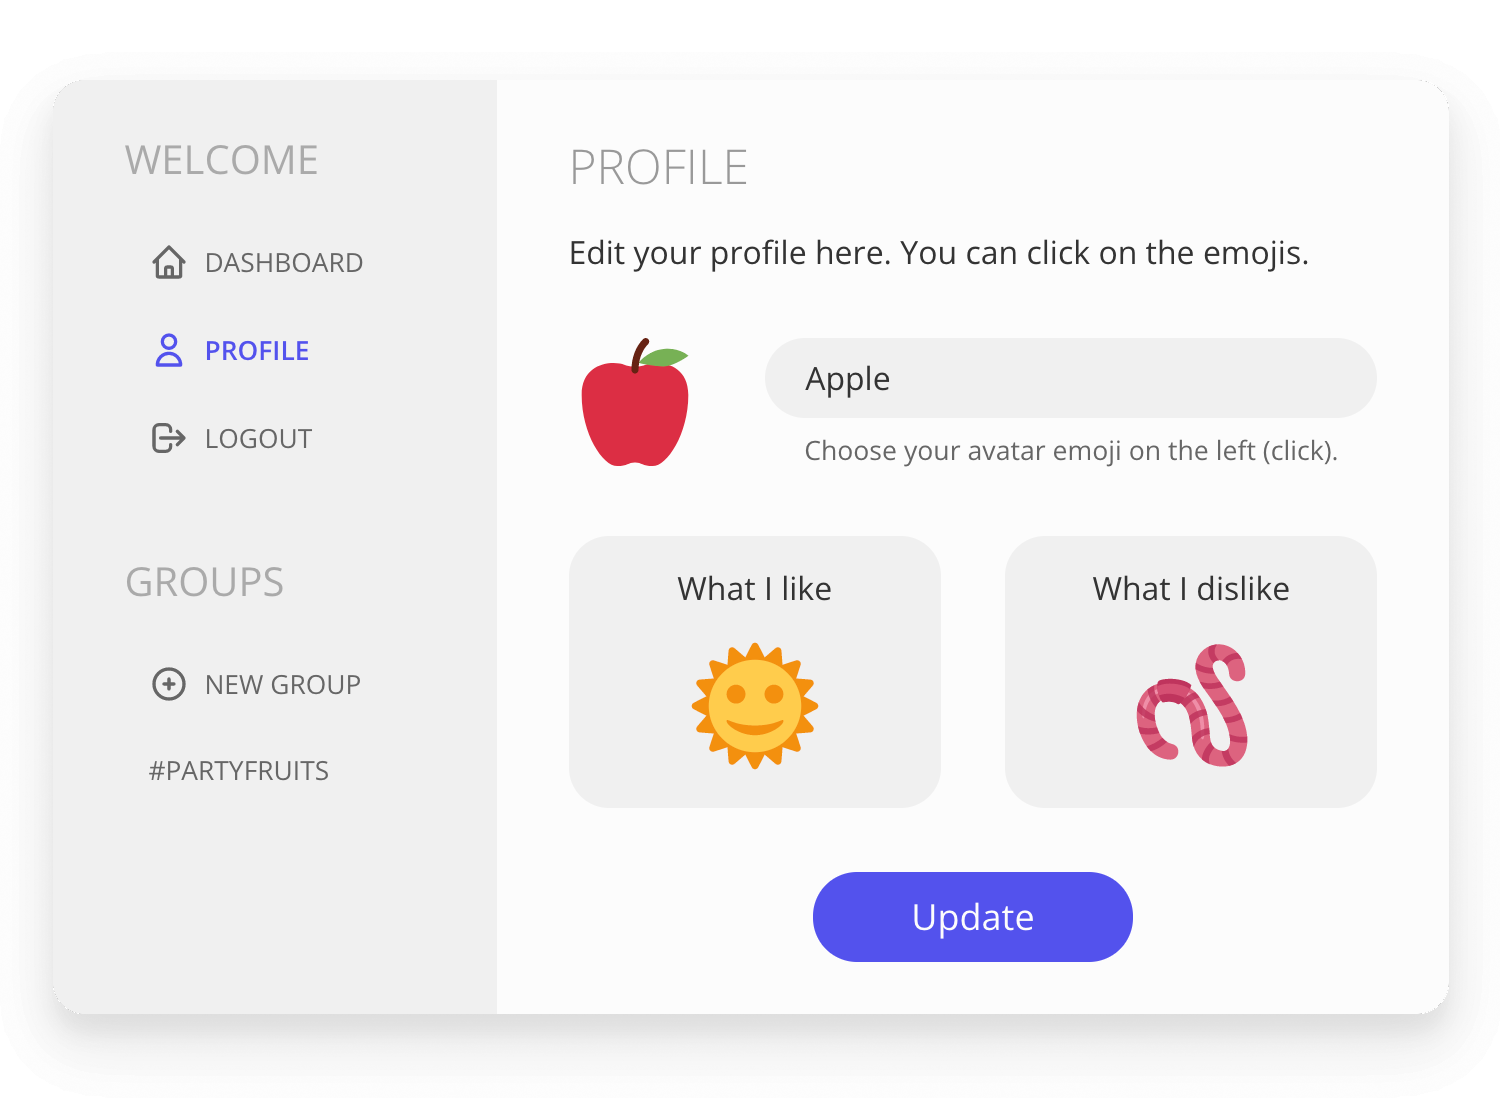 WELCOME
DASHBOARD
PROFILE
LOGOUT
GROUPS
NEW GROUP
#PARTYFRUITS
PROFILE
Edit your profile here. You can click on the emojis.
Apple
Choose your avatar emoji on the left (click).
What I like
What I dislike
Update